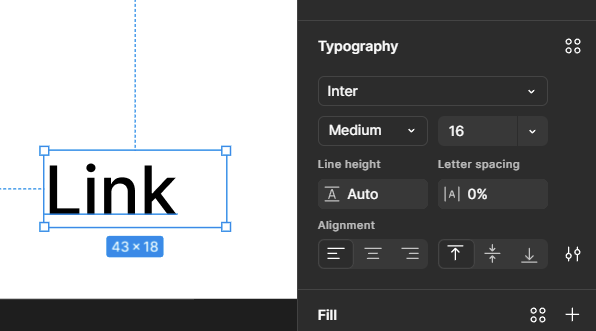 Link
43 × 18
Typography
Inter
Medium
16
Line height
Letter spacing
A Auto
|A| 0%
Alignment
Fill